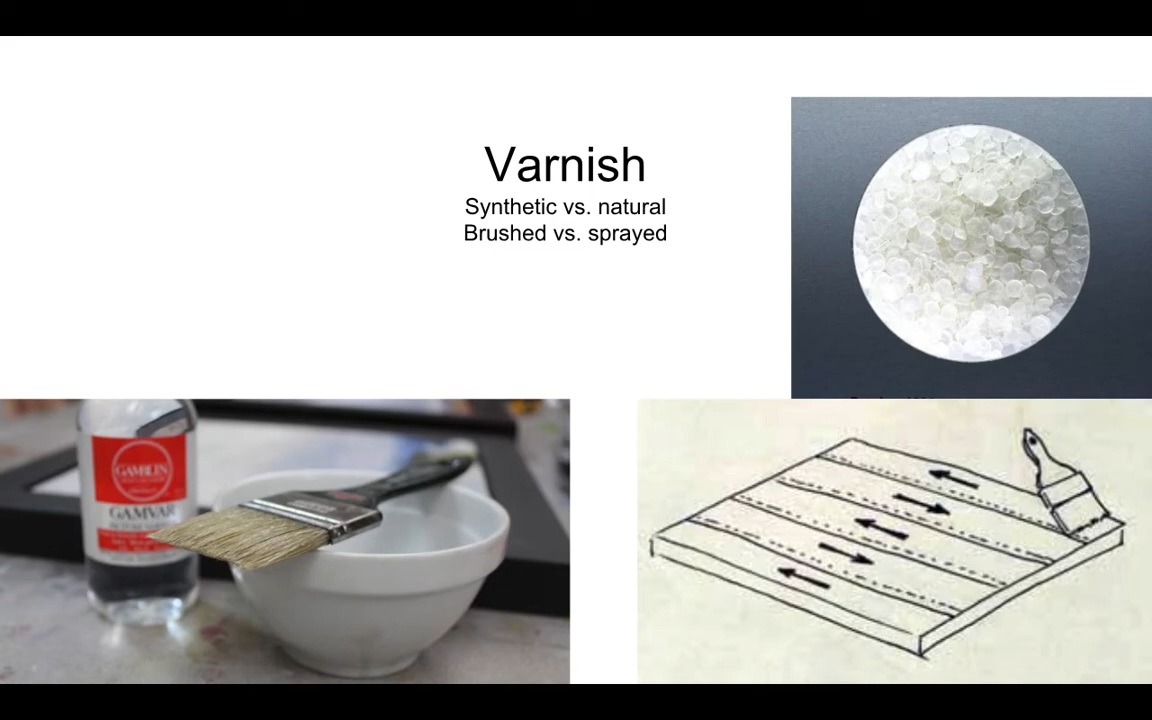 Varnish
Synthetic vs. natural
Brushed vs. sprayed
GAMBLIN
GAMVAR